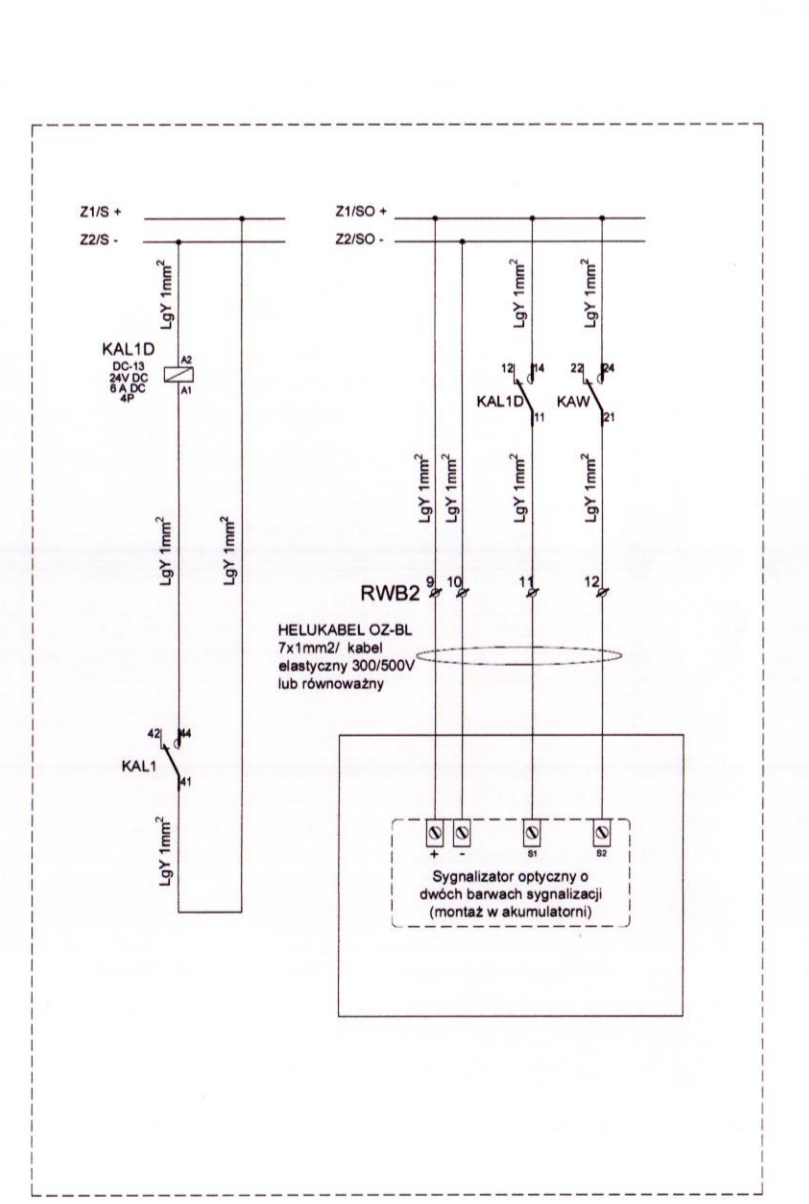 Z1/S +
Z2/S -
Z1/SO +
Z2/SO -
LgY 1mm²
LgY 1mm²
LgY 1mm²
KAL1D
DC-13
24V DC
6 A DC
4P
A2
A1
12
14
KAL1D
11
22
24
KAW
21
LgY 1mm²
LgY 1mm²
LgY 1mm²
LgY 1mm²
LgY 1mm²
LgY 1mm²
RWB2
9
10
11
12
HELUKABEL OZ-BL
7x1mm2/ kabel
elastyczny 300/500V
lub równoważny
42
44
KAL1
41
LgY 1mm²
+
-
S1
S2
Sygnalizator optyczny o
dwóch barwach sygnalizacji
(montaż w akumulatorni)